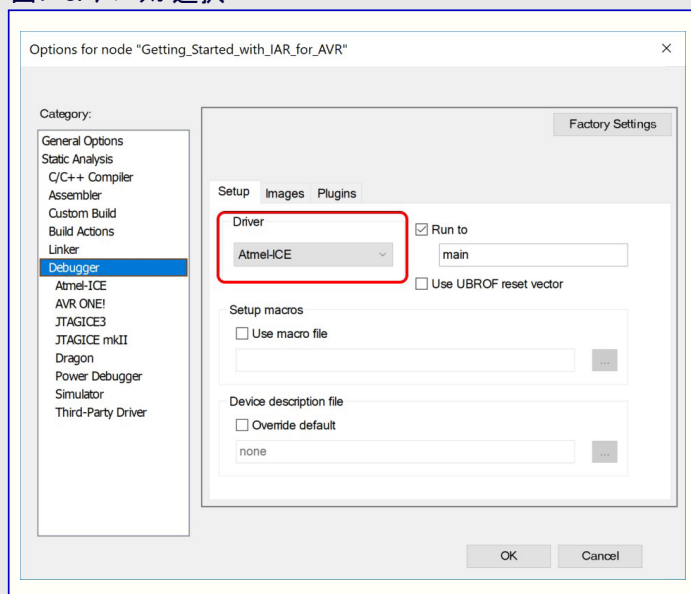 選択
Options for node "Getting_Started_with_IAR_for_AVR"
Category:
Factory Settings
General Options
Static Analysis
C/C++ Compiler
Assembler
Custom Build
Build Actions
Linker
Debugger
Atmel-ICE
AVR ONE!
JTAGICE3
JTAGICE mkII
Dragon
Power Debugger
Simulator
Third-Party Driver
Setup Images Plugins
Driver
Atmel-ICE
Run to
main
Use UBROF reset vector
Setup macros
Use macro file
...
Device description file
Override default
none
...
OK Cancel